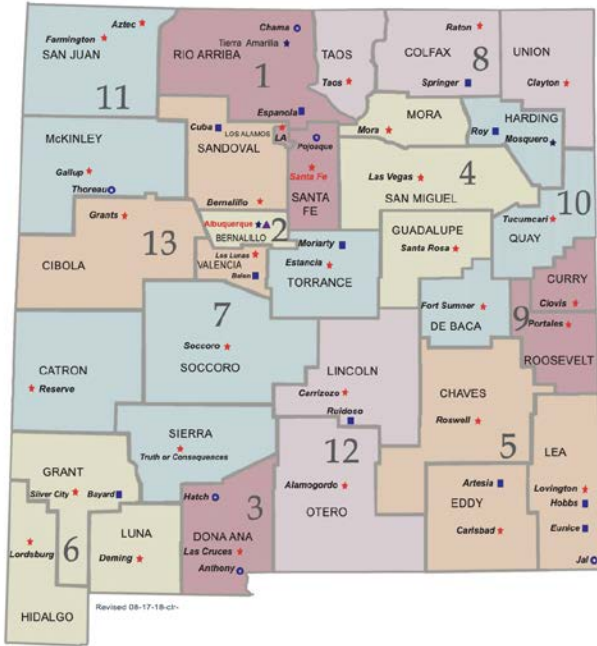 Aztec
Farmington
SAN JUAN
11
Chama
Tierra Amarilla
RIO ARRIBA
1
Espanola
TAOS
Taos
Raton
COLFAX
8
Springer
UNION
Clayton
McKINLEY
Gallup
Thoreau
Cuba
LOS ALAMOS
LA
SANDOVAL
Bernalillo
Pojoaque
Santa Fe
SANTA
FE
MORA
Mora
HARDING
Roy
Mosquero
4
Las Vegas
SAN MIGUEL
10
Tucumcari
QUAY
Grants
13
CIBOLA
Albuquerque
2
BERNALILLO
Los Lunas
VALENCIA
Belen
Moriarty
Estancia
TORRANCE
GUADALUPE
Santa Rosa
CURRY
Clovis
9
Portales
ROOSEVELT
Fort Sumner
DE BACA
7
Soccoro
SOCCORO
CATRON
Reserve
LINCOLN
Carrizozo
Ruidoso
CHAVES
Roswell
5
SIERRA
Truth or Consequences
12
Alamogordo
OTERO
LEA
Lovington
Hobbs
Eunice
Jal
Artesia
EDDY
Carlsbad
GRANT
Silver City
Bayard
6
Hatch
3
DONA ANA
Las Cruces
Anthony
LUNA
Deming
Lordsburg
HIDALGO
Revised 08-17-18-clr-